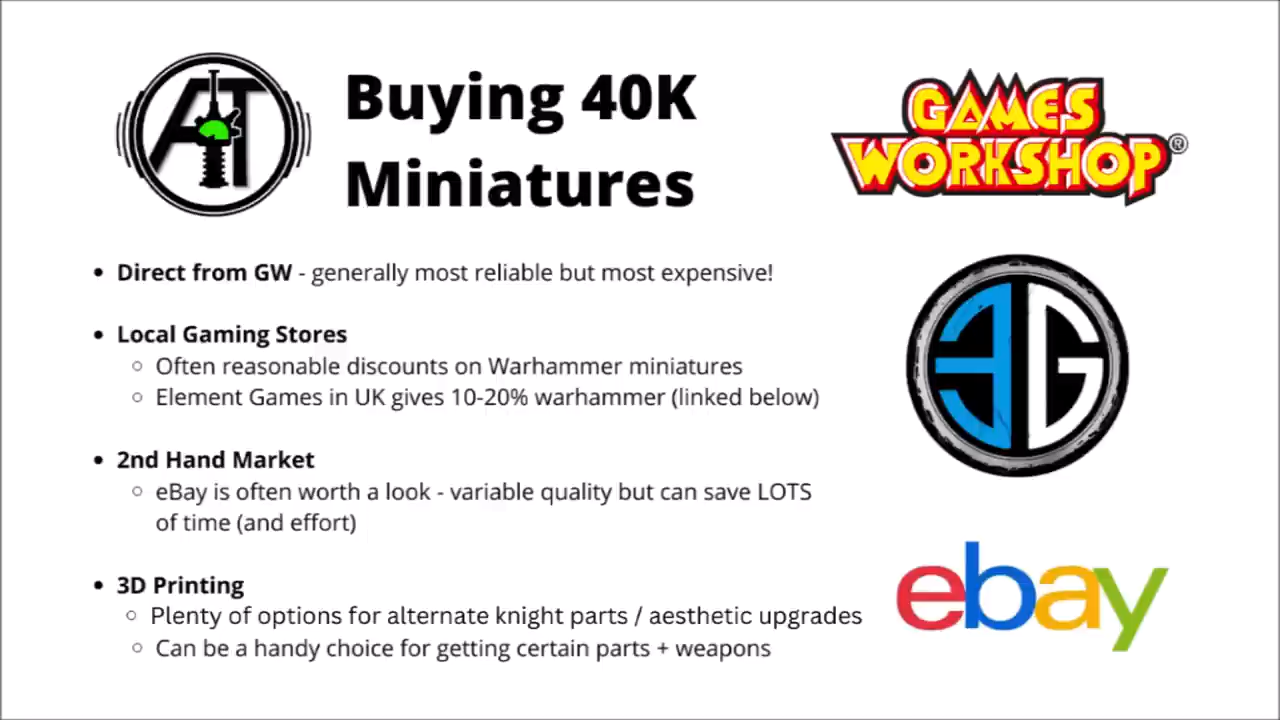 AT
Buying 40K
Miniatures
GAMES
WORKSHOP®
• Direct from GW - generally most reliable but most expensive!
• Local Gaming Stores
○ Often reasonable discounts on Warhammer miniatures
○ Element Games in UK gives 10-20% warhammer (linked below)
EG
• 2nd Hand Market
○ eBay is often worth a look - variable quality but can save LOTS
of time (and effort)
• 3D Printing
○ Plenty of options for alternate knight parts / aesthetic upgrades
○ Can be a handy choice for getting certain parts + weapons
ebay